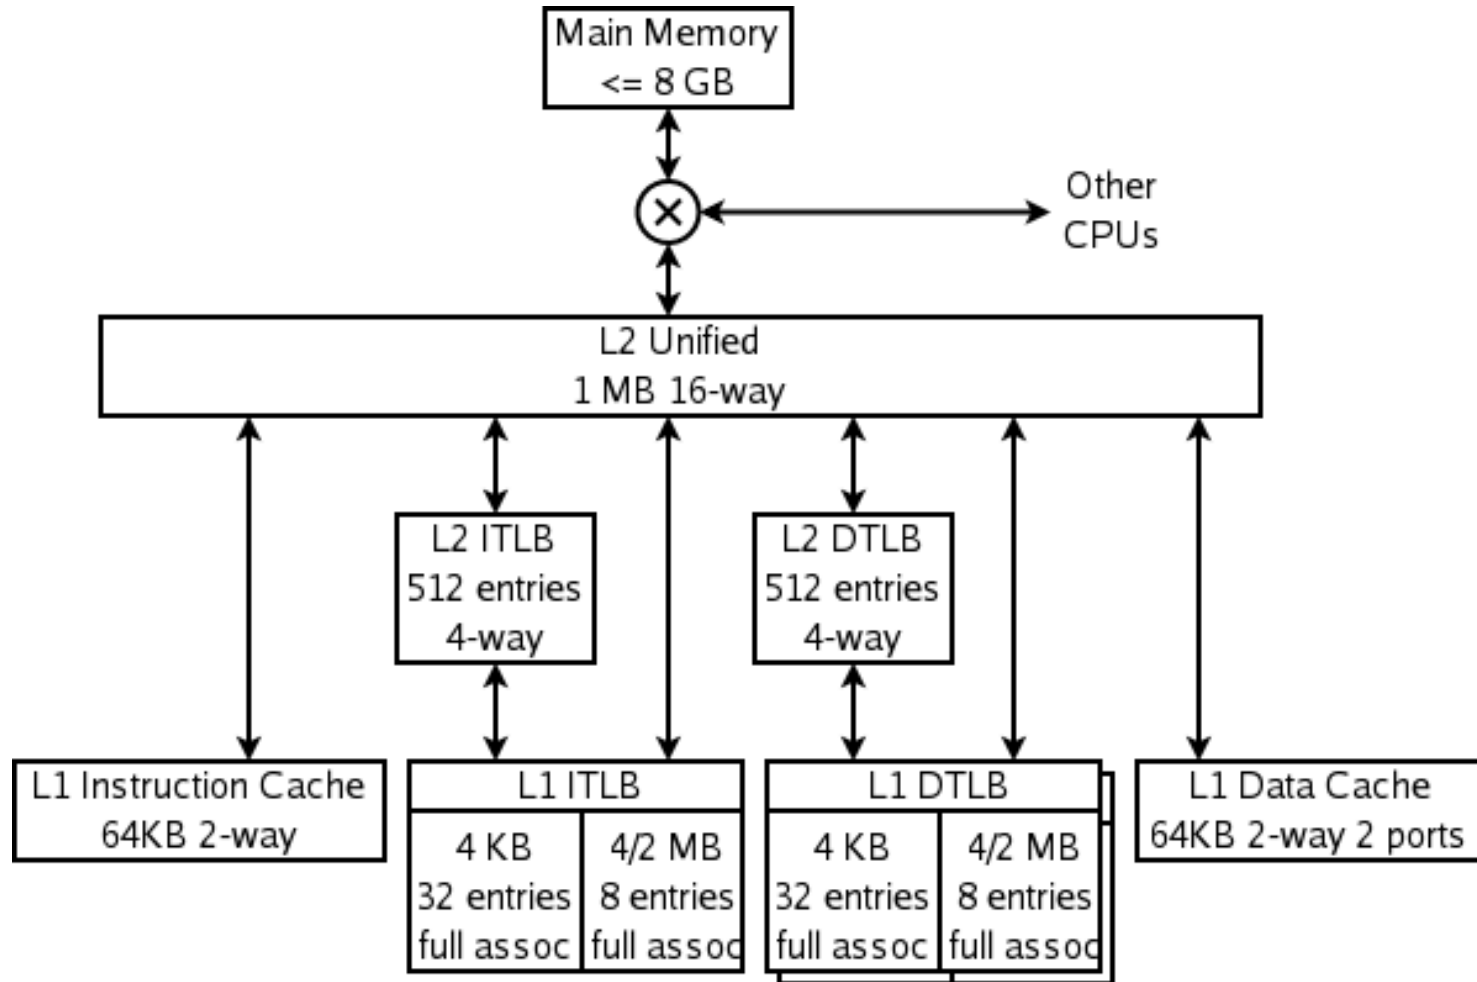 Main Memory
<= 8 GB
Other
CPUs
L2 Unified
1 MB 16-way
L2 ITLB
512 entries
4-way
L2 DTLB
512 entries
4-way
L1 Instruction Cache
64KB 2-way
L1 ITLB
4 KB
32 entries
full assoc
4/2 MB
8 entries
full assoc
L1 DTLB
4 KB
32 entries
full assoc
4/2 MB
8 entries
full assoc
L1 Data Cache
64KB 2-way 2 ports